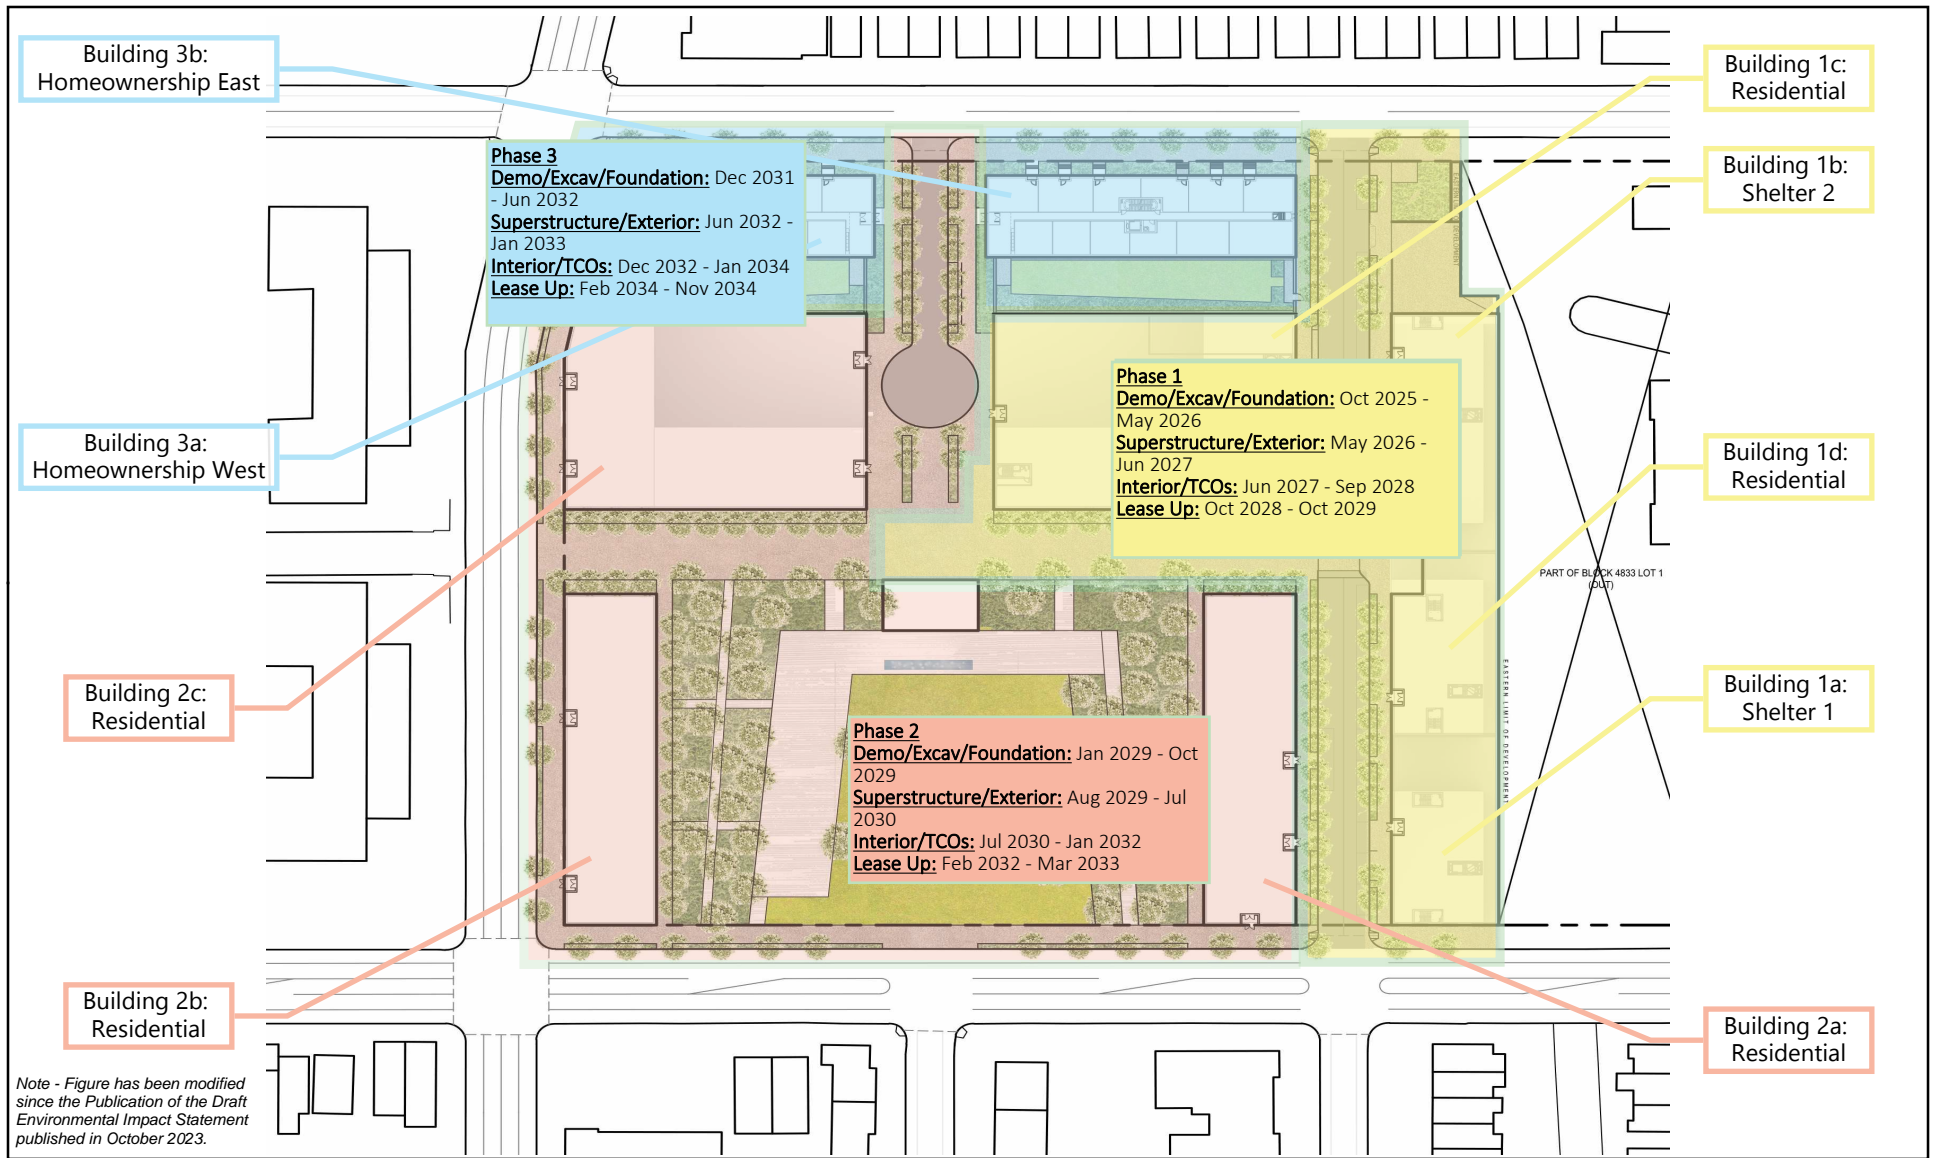 Building 3b:
Homeownership East
Building 1c:
Residential
Phase 3
Demo/Excav/Foundation: Dec 2031
- Jun 2032
Superstructure/Exterior: Jun 2032 -
Jan 2033
Interior/TCOs: Dec 2032 - Jan 2034
Lease Up: Feb 2034 - Nov 2034
Building 1b:
Shelter 2
Phase 1
Demo/Excav/Foundation: Oct 2025 -
May 2026
Superstructure/Exterior: May 2026 -
Jun 2027
Interior/TCOs: Jun 2027 - Sep 2028
Lease Up: Oct 2028 - Oct 2029
Building 3a:
Homeownership West
Building 1d:
Residential
PART OF BLOCK 4833 LOT 1
(OUT)
EASTERN LIMIT OF DEVELOPMENT
Building 2c:
Residential
Building 1a:
Shelter 1
Phase 2
Demo/Excav/Foundation: Jan 2029 - Oct
2029
Superstructure/Exterior: Aug 2029 - Jul
2030
Interior/TCOs: Jul 2030 - Jan 2032
Lease Up: Feb 2032 - Mar 2033
Building 2b:
Residential
Building 2a:
Residential
Note - Figure has been modified
since the Publication of the Draft
Environmental Impact Statement
published in October 2023.